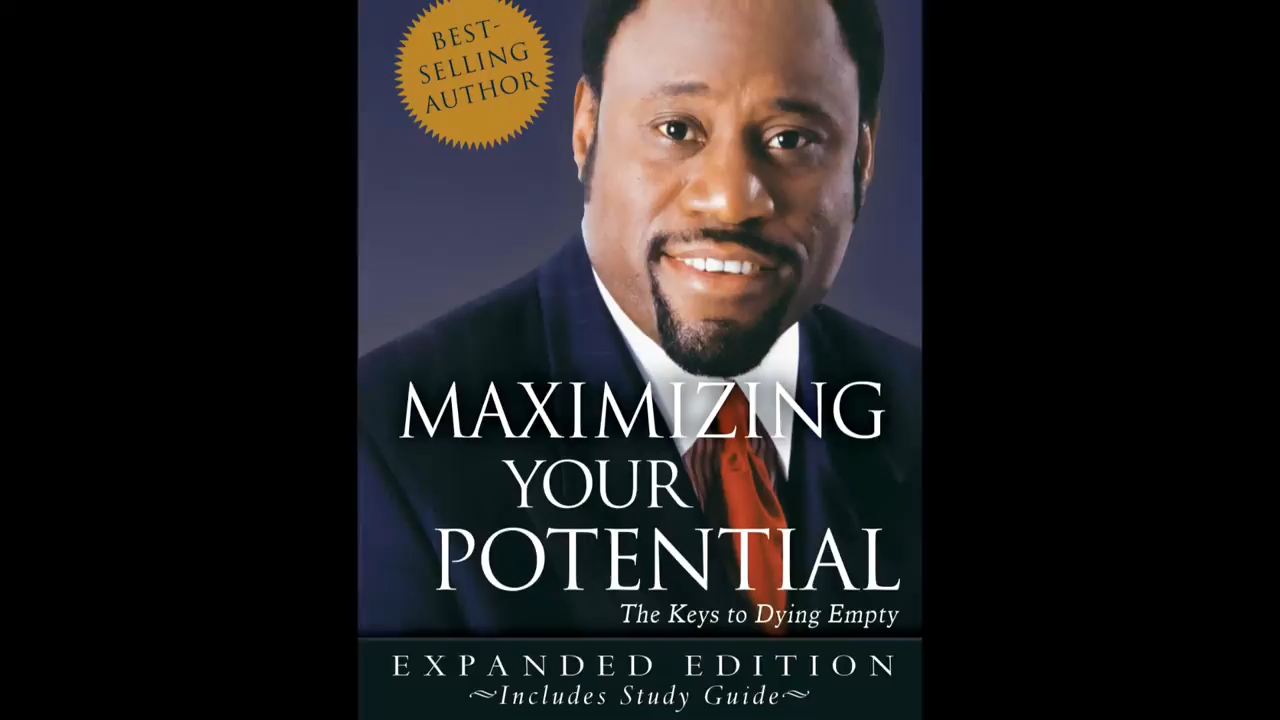 BEST-
SELLING
AUTHOR
MAXIMIZING
YOUR
POTENTIAL
The Keys to Dying Empty
EXPANDED EDITION
~Includes Study Guide~